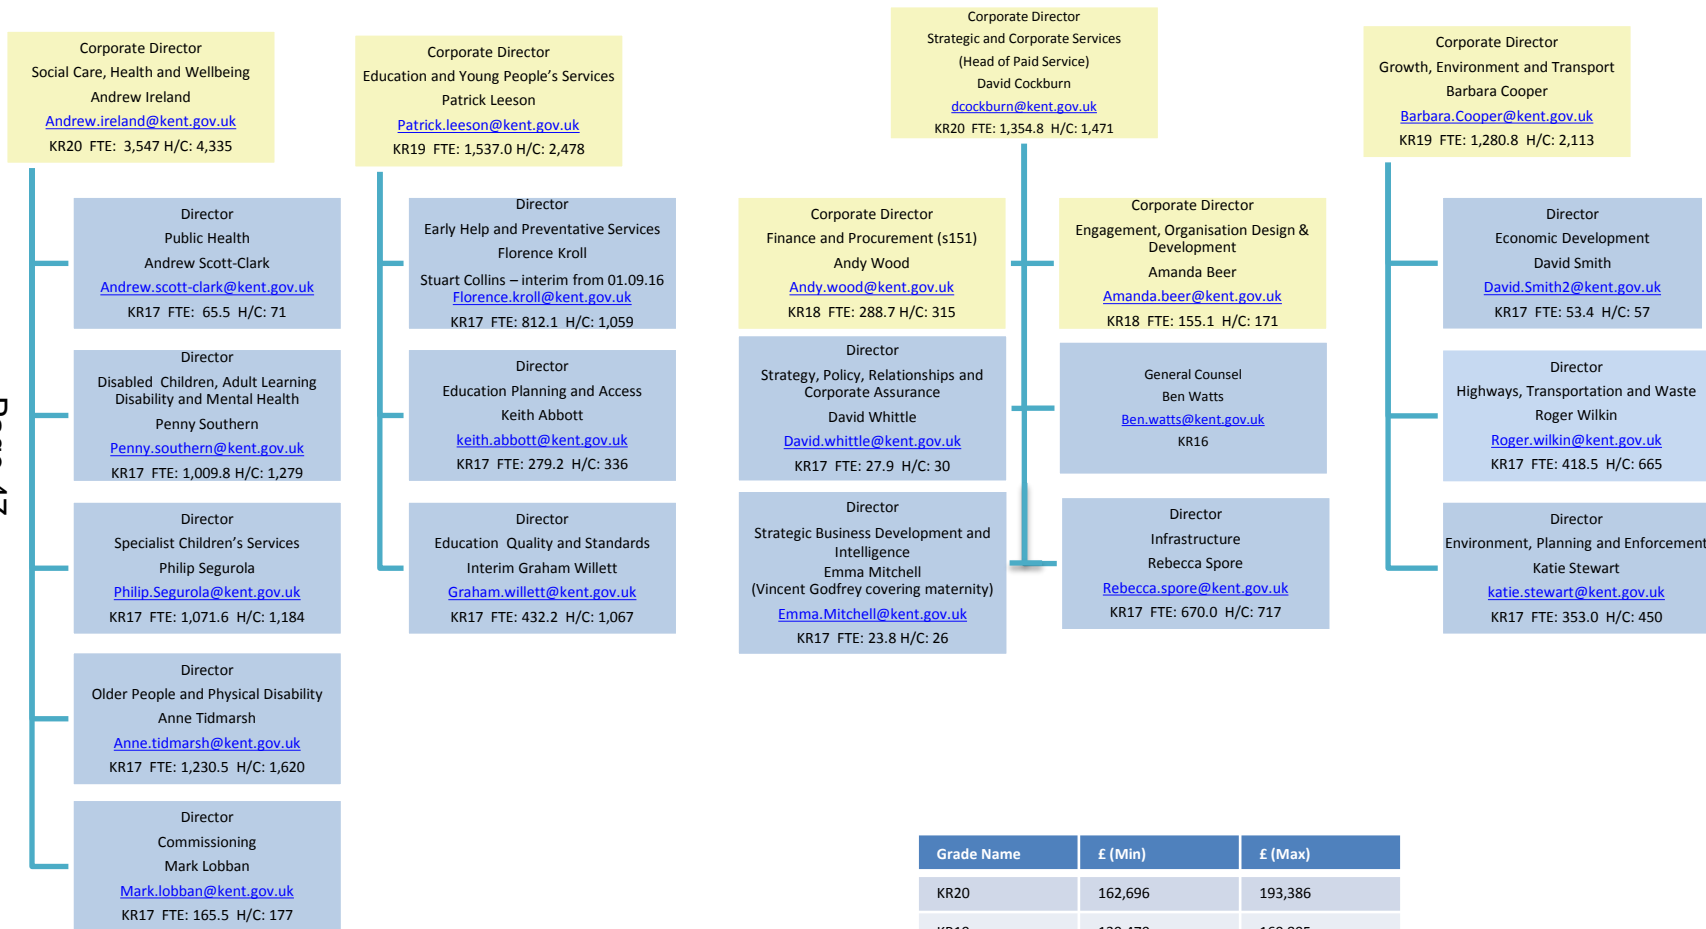 Corporate Director
Social Care, Health and Wellbeing
Andrew Ireland
Andrew.ireland@kent.gov.uk
KR20 FTE: 3,547 H/C: 4,335
Director
Public Health
Andrew Scott-Clark
Andrew.scott-clark@kent.gov.uk
KR17 FTE: 65.5 H/C: 71
Director
Disabled Children, Adult Learning
Disability and Mental Health
Penny Southern
Penny.southern@kent.gov.uk
KR17 FTE: 1,009.8 H/C: 1,279
Director
Specialist Children's Services
Philip Segurola
Philip.Segurola@kent.gov.uk
KR17 FTE: 1,071.6 H/C: 1,184
Director
Older People and Physical Disability
Anne Tidmarsh
Anne.tidmarsh@kent.gov.uk
KR17 FTE: 1,230.5 H/C: 1,620
Director
Commissioning
Mark Lobban
Mark.lobban@kent.gov.uk
KR17 FTE: 165.5 H/C: 177
Corporate Director
Education and Young People's Services
Patrick Leeson
Patrick.leeson@kent.gov.uk
KR19 FTE: 1,537.0 H/C: 2,478
Director
Early Help and Preventative Services
Florence Kroll
Stuart Collins – interim from 01.09.16
Florence.kroll@kent.gov.uk
KR17 FTE: 812.1 H/C: 1,059
Director
Education Planning and Access
Keith Abbott
keith.abbott@kent.gov.uk
KR17 FTE: 279.2 H/C: 336
Director
Education Quality and Standards
Interim Graham Willett
Graham.willett@kent.gov.uk
KR17 FTE: 432.2 H/C: 1,067
Corporate Director
Strategic and Corporate Services
(Head of Paid Service)
David Cockburn
dcockburn@kent.gov.uk
KR20 FTE: 1,354.8 H/C: 1,471
Corporate Director
Finance and Procurement (s151)
Andy Wood
Andy.wood@kent.gov.uk
KR18 FTE: 288.7 H/C: 315
Corporate Director
Engagement, Organisation Design &
Development
Amanda Beer
Amanda.beer@kent.gov.uk
KR18 FTE: 155.1 H/C: 171
Director
Strategy, Policy, Relationships and
Corporate Assurance
David Whittle
David.whittle@kent.gov.uk
KR17 FTE: 27.9 H/C: 30
General Counsel
Ben Watts
Ben.watts@kent.gov.uk
KR16
Director
Strategic Business Development and
Intelligence
Emma Mitchell
(Vincent Godfrey covering maternity)
Emma.Mitchell@kent.gov.uk
KR17 FTE: 23.8 H/C: 26
Director
Infrastructure
Rebecca Spore
Rebecca.spore@kent.gov.uk
KR17 FTE: 670.0 H/C: 717
Corporate Director
Growth, Environment and Transport
Barbara Cooper
Barbara.Cooper@kent.gov.uk
KR19 FTE: 1,280.8 H/C: 2,113
Director
Economic Development
David Smith
David.Smith2@kent.gov.uk
KR17 FTE: 53.4 H/C: 57
Director
Highways, Transportation and Waste
Roger Wilkin
Roger.wilkin@kent.gov.uk
KR17 FTE: 418.5 H/C: 665
Director
Environment, Planning and Enforcement
Katie Stewart
katie.stewart@kent.gov.uk
KR17 FTE: 353.0 H/C: 450
Grade Name £ (Min) £ (Max)
KR20 162,696 193,386